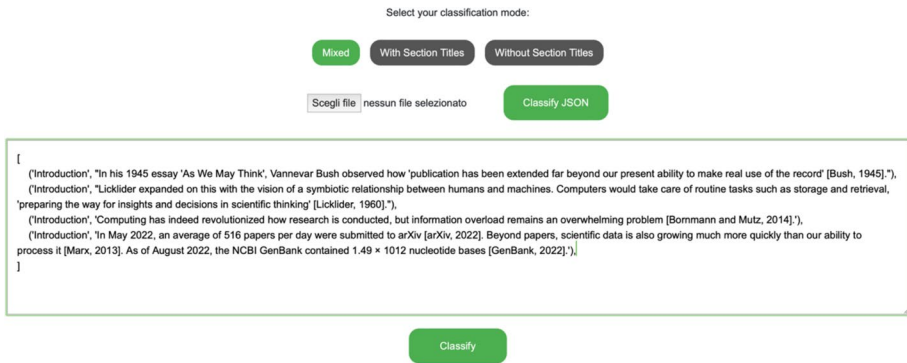 Select your classification mode:
Mixed With Section Titles Without Section Titles
Scegli file nessun file selezionato Classify JSON
[
('Introduction', "In his 1945 essay 'As We May Think', Vannevar Bush observed how 'publication has been extended far beyond our present ability to make real use of the record' [Bush, 1945]."),
('Introduction', "Licklider expanded on this with the vision of a symbiotic relationship between humans and machines. Computers would take care of routine tasks such as storage and retrieval,
'preparing the way for insights and decisions in scientific thinking' [Licklider, 1960]."),
('Introduction', 'Computing has indeed revolutionized how research is conducted, but information overload remains an overwhelming problem [Bornmann and Mutz, 2014].'),
('Introduction', 'In May 2022, an average of 516 papers per day were submitted to arXiv [arXiv, 2022]. Beyond papers, scientific data is also growing much more quickly than our ability to
process it [Marx, 2013]. As of August 2022, the NCBI GenBank contained 1.49 × 1012 nucleotide bases [GenBank, 2022].'),
]
Classify